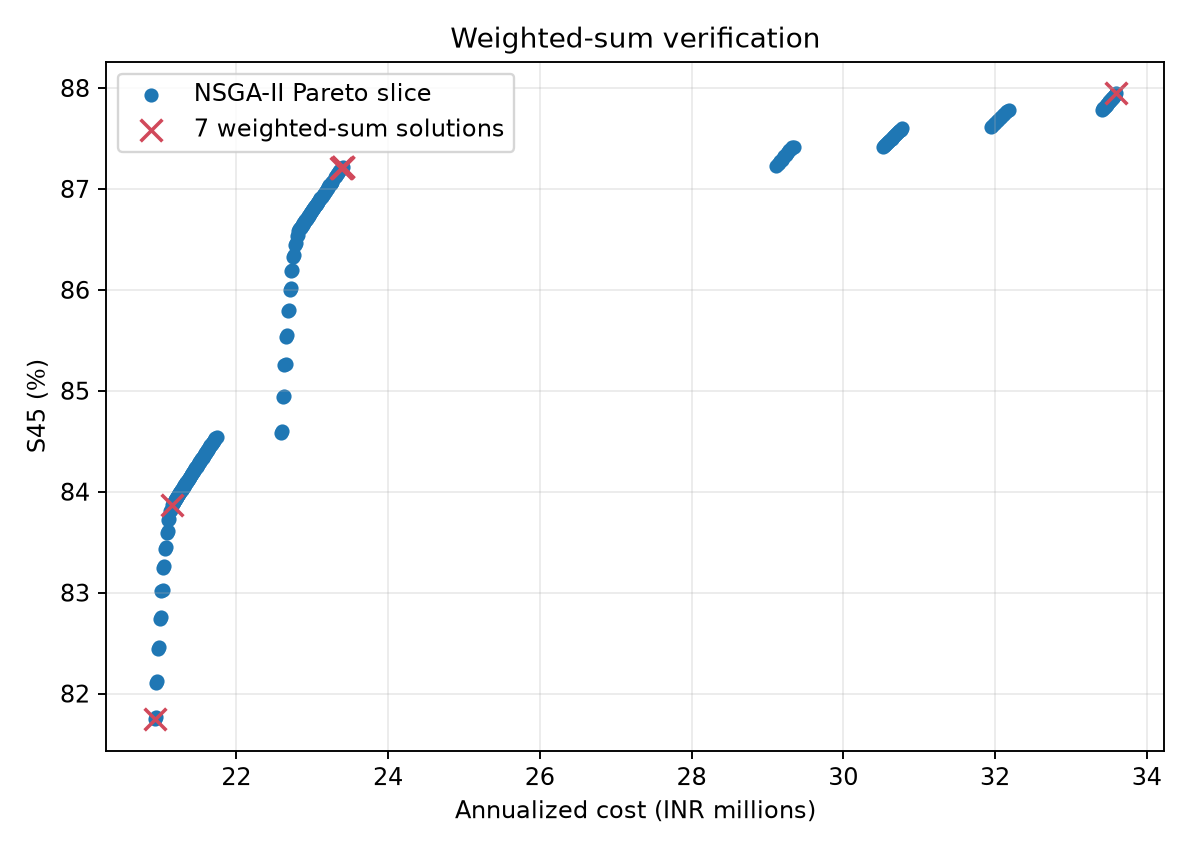 Weighted-sum verification
NSGA-II Pareto slice
7 weighted-sum solutions
S45 (%)
88
87
86
85
84
83
82
22 24 26 28 30 32 34
Annualized cost (INR millions)